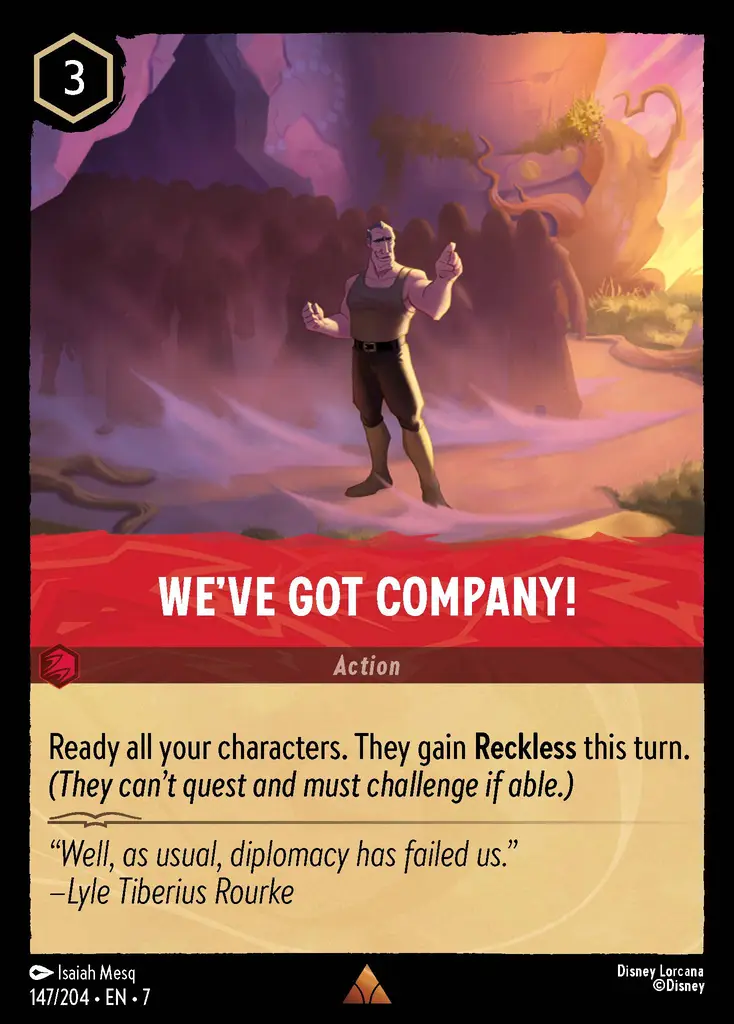 3
WE’VE GOT COMPANY!
Action
Ready all your characters. They gain Reckless this turn.
(They can’t quest and must challenge if able.)
“Well, as usual, diplomacy has failed us.”
–Lyle Tiberius Rourke
Isaiah Mesq
Disney Lorcana
147/204 • EN • 7
©Disney